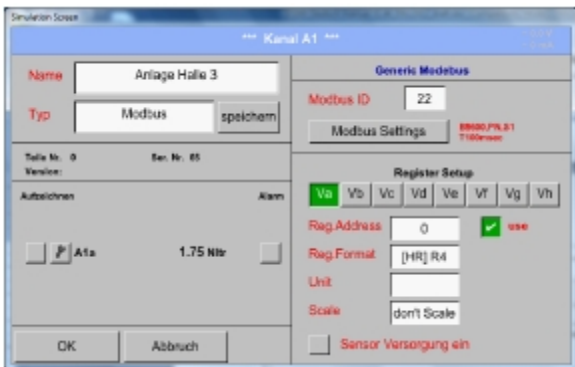 Simulation Screen
*** Kanal A1 ***
Name
Anlage Halle 3
Typ
Modbus
speichern
Teile Nr. 0
Ser. Nr. 65
Version:
Aufzeichnen
Alarm
A1a
1.75 Nltr
OK
Abbruch
Generic Modebus
Modbus ID
22
Modbus Settings
T100msec
Register Setup
Va
Vb
Vc
Vd
Ve
Vf
Vg
Vh
Reg.Address
0
use
Reg.Format
[HR] R4
Unit
Scale
don't Scale
Sensor Versorgung ein